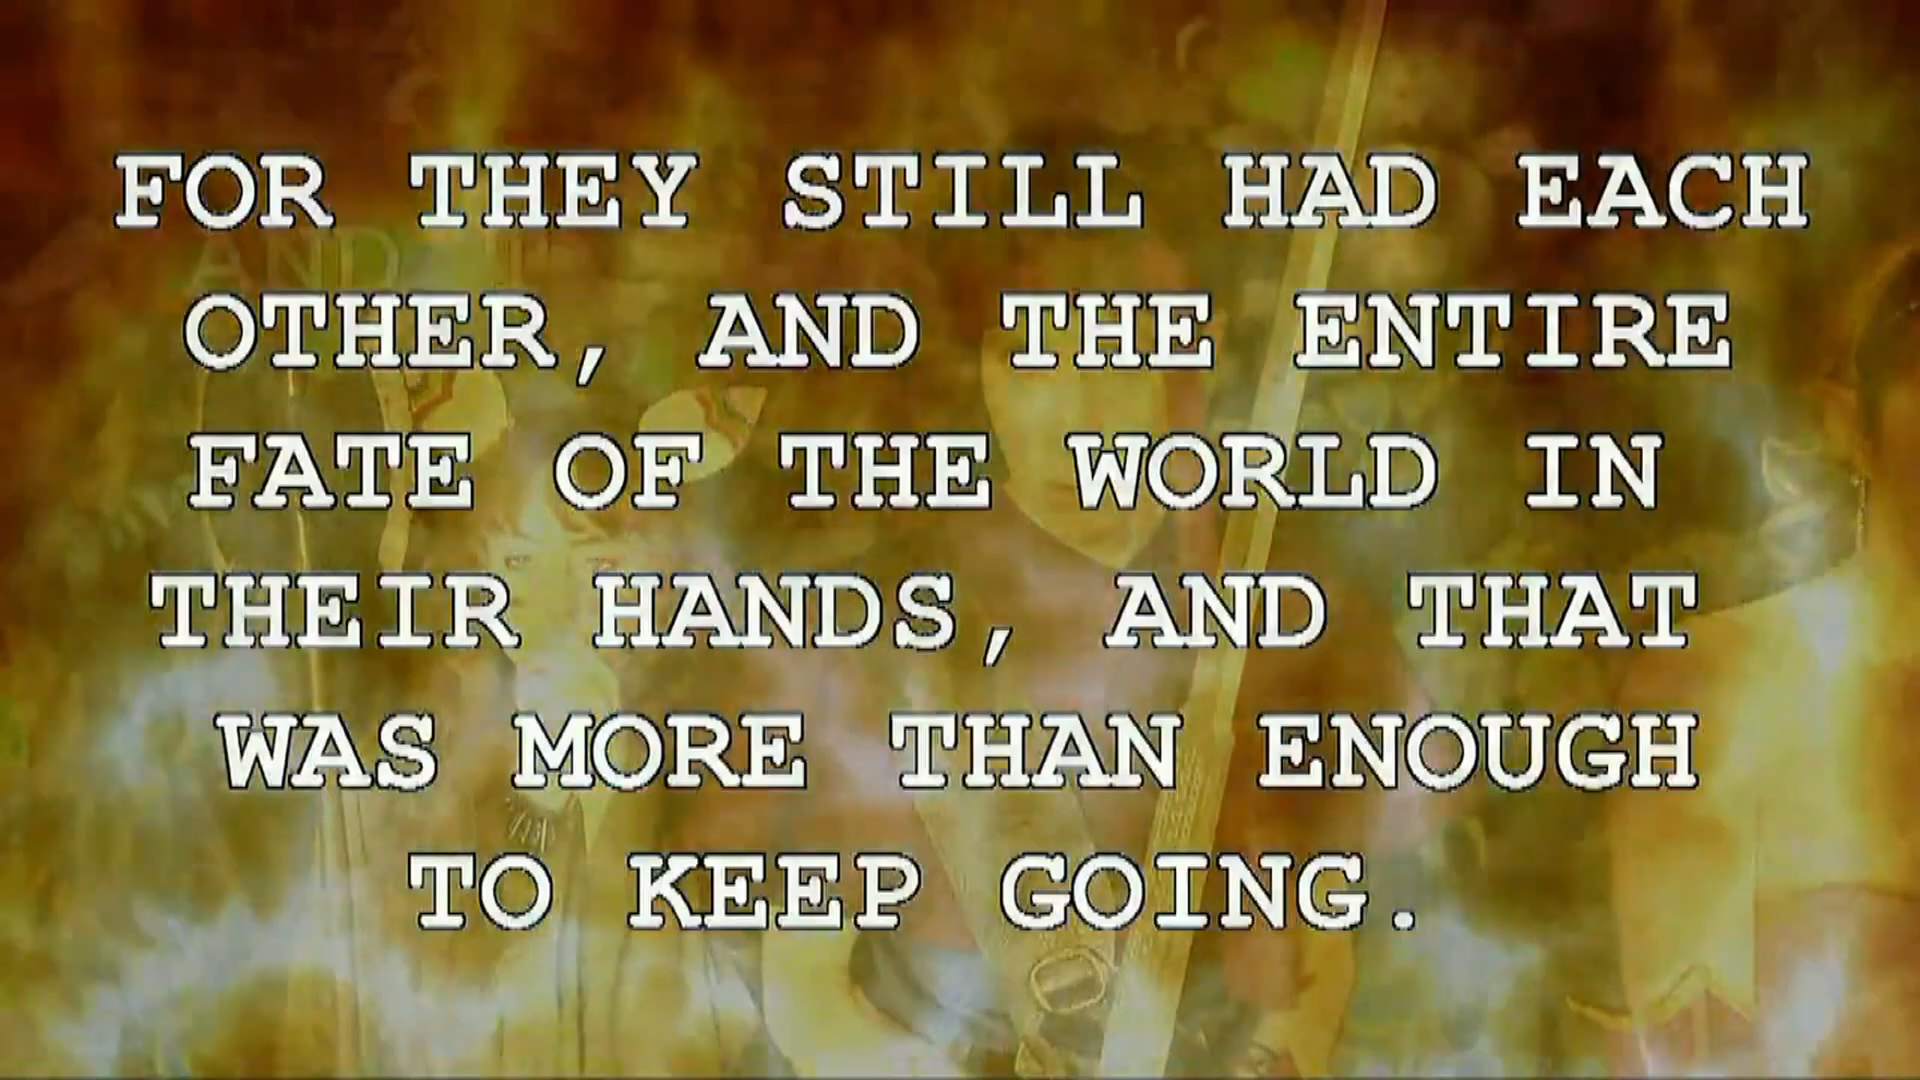 FOR THEY STILL HAD EACH
AND
OTHER, AND THE ENTIRE
FATE OF THE WORLD IN
THEIR HANDS, AND THAT
WAS MORE THAN ENOUGH
TO KEEP GOING.